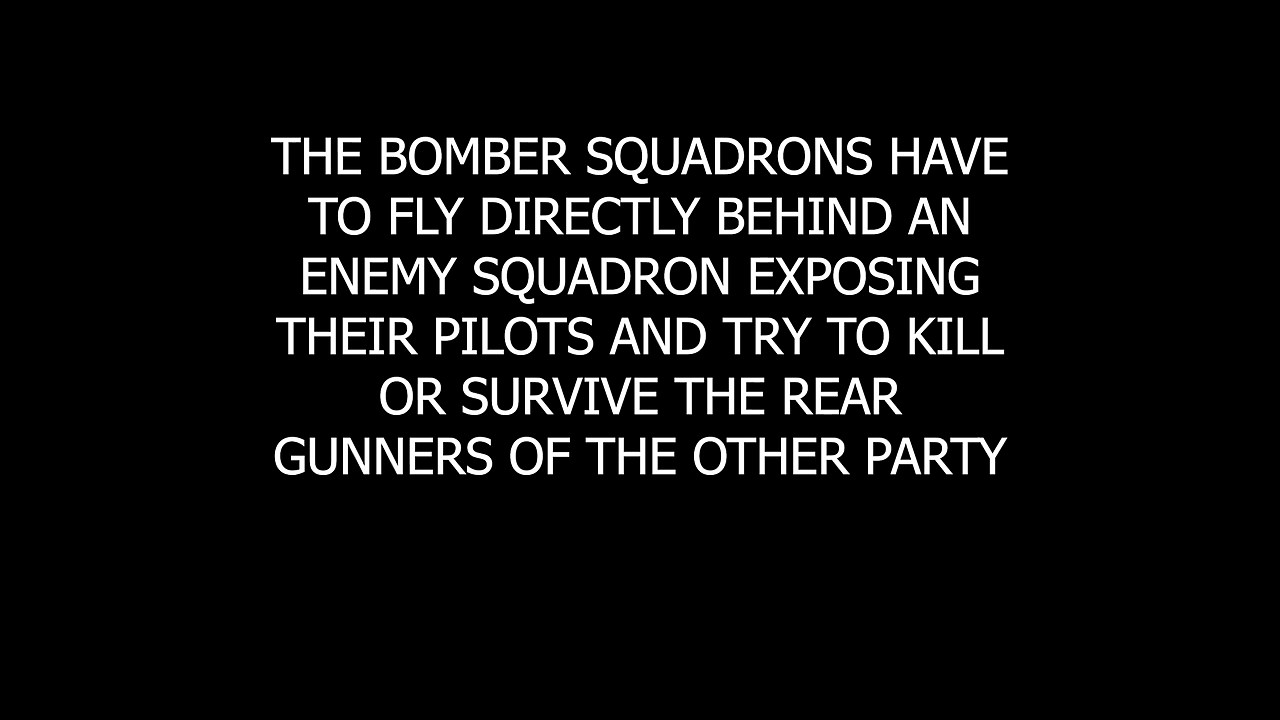 THE BOMBER SQUADRONS HAVE
TO FLY DIRECTLY BEHIND AN
ENEMY SQUADRON EXPOSING
THEIR PILOTS AND TRY TO KILL
OR SURVIVE THE REAR
GUNNERS OF THE OTHER PARTY